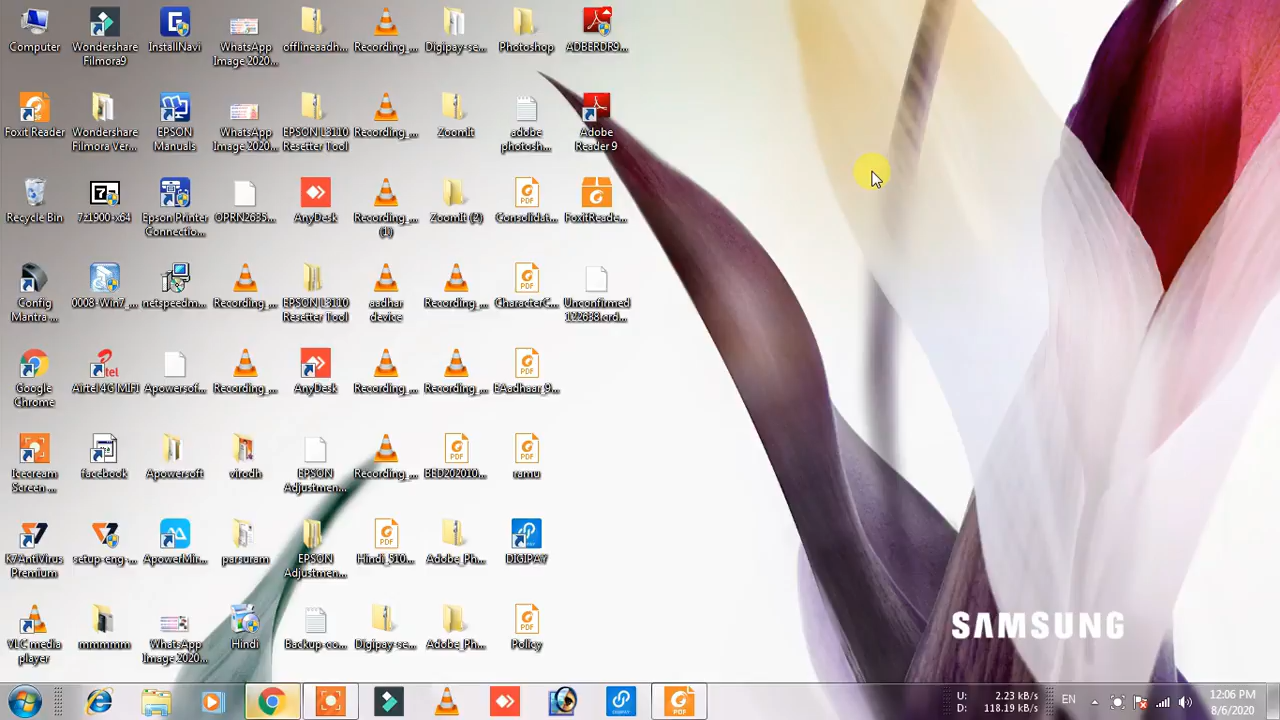 Computer
Wondershare Filmora9
InstallNavi
WhatsApp Image 2020...
offlineaadh...
Recording_...
Digipay-se...
Photoshop
ADBERDR9...
Foxit Reader
Wondershare Filmora Ver...
EPSON Manuals
WhatsApp Image 2020...
EPSON L3110 Resetter Tool
Recording_...
ZoomIt
adobe photosh...
Adobe Reader 9
Recycle Bin
7z1900-x64
Epson Printer Connectio...
OPRN2635...
AnyDesk
Recording_... (1)
ZoomIt (2)
Consolidat...
FoxitReade...
Config Mantra ...
0008-Win7_...
netspeedm...
Recording_...
EPSON L3110 Resetter Tool
aadhar device
Recording_...
CharacterC...
Unconfirmed 122638.crd...
Google Chrome
Airtel 4G MIFI
Apowersof...
Recording_...
AnyDesk
Recording_...
Recording_...
EAadhaar_9...
Icecream Screen ...
facebook
Apowersoft
virodh
EPSON Adjustmen...
Recording_...
BED202010...
ramu
K7AntiVirus Premium
setup-eng-...
ApowerMir...
parsuram
EPSON Adjustmen...
Hindi_510...
Adobe_Ph...
DIGIPAY
VLC media player
mmmmm
WhatsApp Image 2020...
Hindi
Backup-co...
Digipay-se...
Adobe_Ph...
Policy
SAMSUNG
U: 2.23 kB/s
D: 118.19 kB/s
EN
12:06 PM
8/6/2020